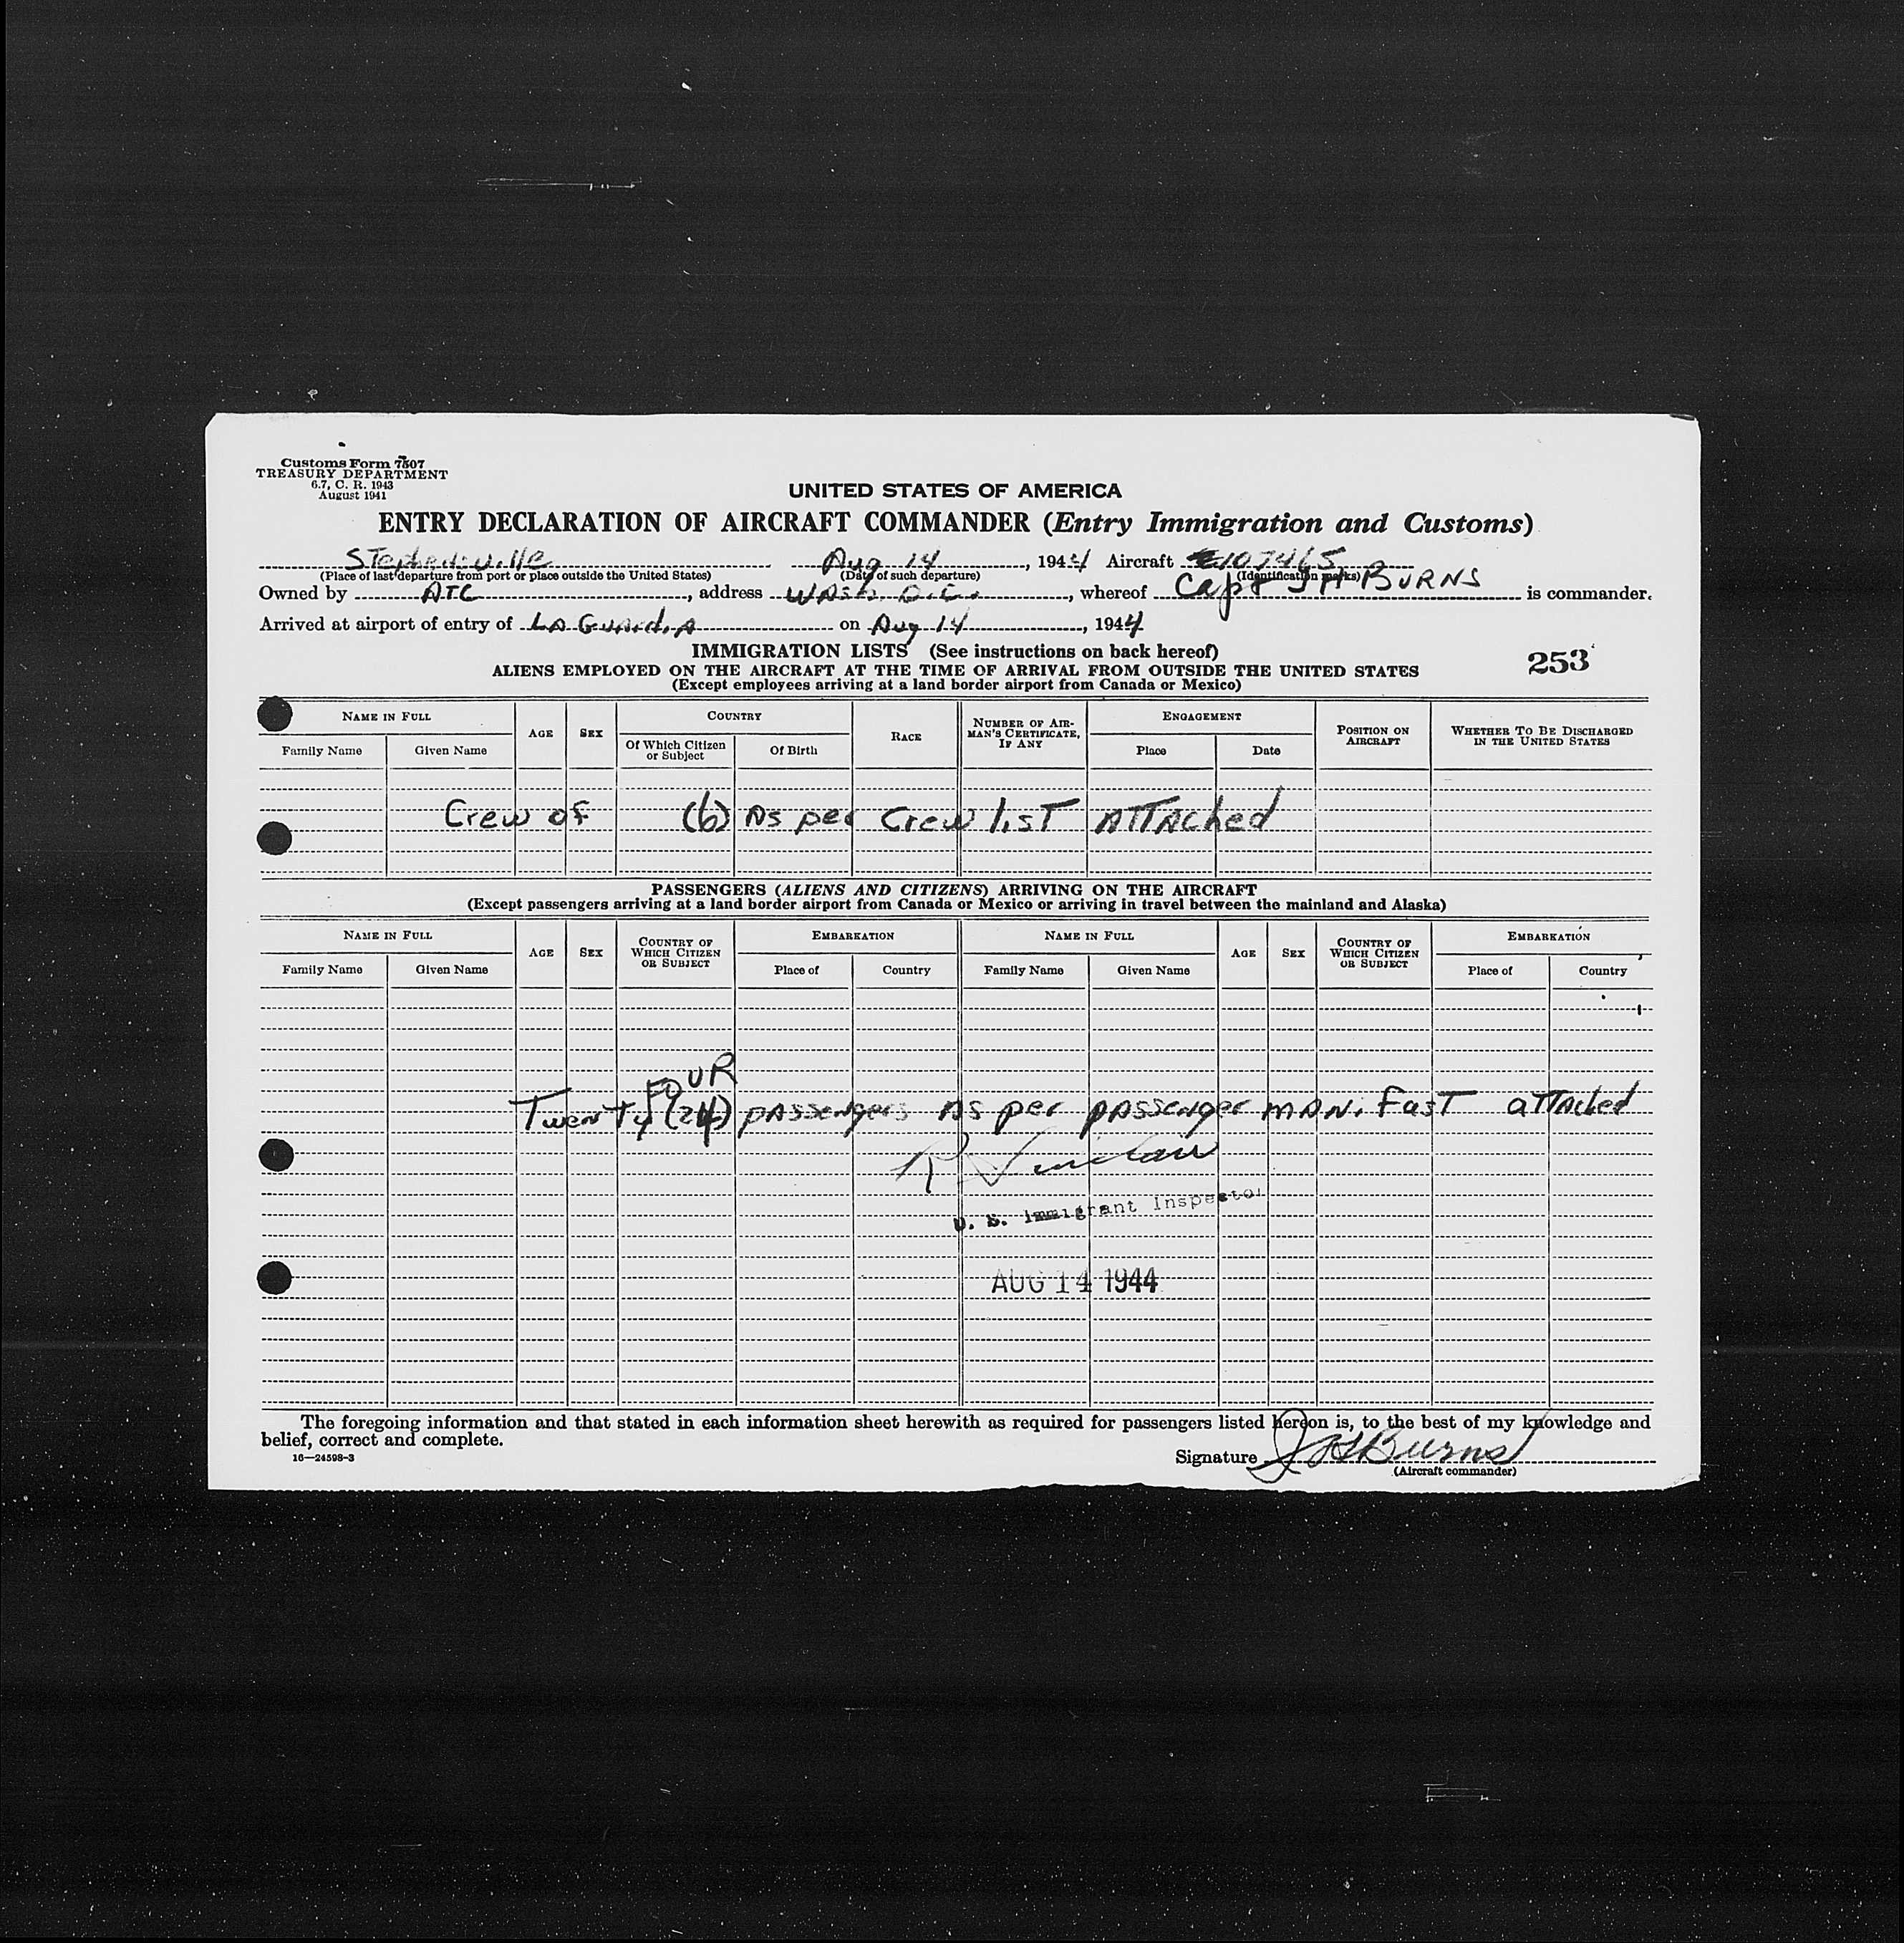 Customs Form 7507
TREASURY DEPARTMENT
6.7, C. R. 1943
August 1941
UNITED STATES OF AMERICA
ENTRY DECLARATION OF AIRCRAFT COMMANDER (Entry Immigration and Customs)
Stephenville Aug 14, 1944 Aircraft 107465
(Place of last departure from port or place outside the United States) (Date of such departure) (Identification marks)
Owned by ATC, address WASh. D.C., whereof Capt JH BURNS is commander.
Arrived at airport of entry of LA GuardiA on Aug 14, 1944
IMMIGRATION LISTS (See instructions on back hereof)
253
ALIENS EMPLOYED ON THE AIRCRAFT AT THE TIME OF ARRIVAL FROM OUTSIDE THE UNITED STATES
(Except employees arriving at a land border airport from Canada or Mexico)
NAME IN FULL AGE SEX COUNTRY RACE NUMBER OF AIRMAN'S CERTIFICATE, IF ANY ENGAGEMENT POSITION ON AIRCRAFT WHETHER TO BE DISCHARGED IN THE UNITED STATES
Family Name Given Name Of Which Citizen or Subject Of Birth Place Date
Crew of (6) As per Crew list ATTAched
PASSENGERS (ALIENS AND CITIZENS) ARRIVING ON THE AIRCRAFT
(Except passengers arriving at a land border airport from Canada or Mexico or arriving in travel between the mainland and Alaska)
NAME IN FULL AGE SEX COUNTRY OF WHICH CITIZEN OR SUBJECT EMBARKATION NAME IN FULL AGE SEX COUNTRY OF WHICH CITIZEN OR SUBJECT EMBARKATION
Family Name Given Name Place of Country Family Name Given Name Place of Country
FOUR
Twenty (24) pAssengers As per pAssenger mAnifast aTTAched
R Sinclair
U. S. Immigrant Inspector
AUG 14 1944
The foregoing information and that stated in each information sheet herewith as required for passengers listed hereon is, to the best of my knowledge and
belief, correct and complete.
16—24598-3
Signature JH Burns
(Aircraft commander)